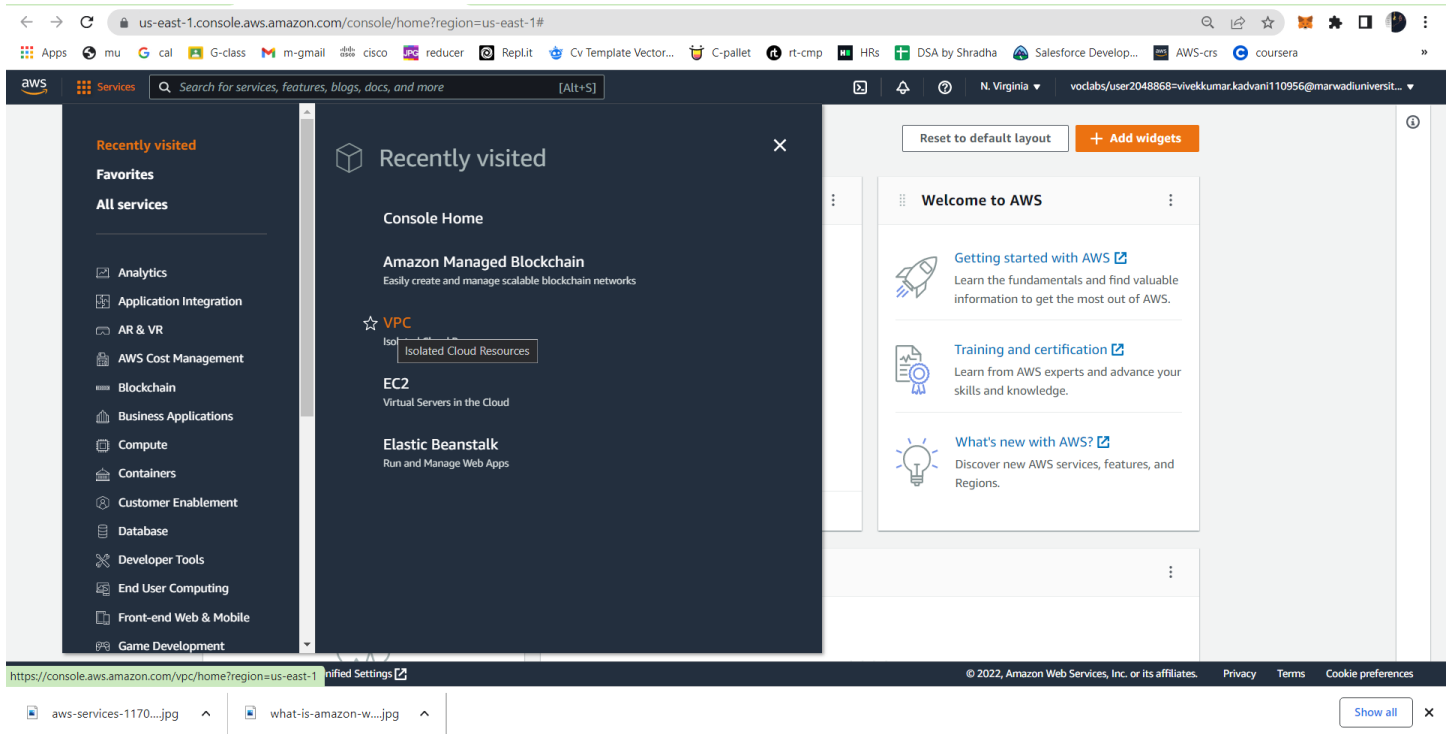 us-east-1.console.aws.amazon.com/console/home?region=us-east-1#
Apps mu cal G-class m-gmail cisco reducer Repl.it Cv Template Vector... C-pallet rt-cmp HRs DSA by Shradha Salesforce Develop... AWS-crs coursera »
aws Services Search for services, features, blogs, docs, and more [Alt+S] N. Virginia ▼ voclabs/user2048868=vivekkumar.kadvani110956@marwadiuniversit... ▼
Recently visited
Favorites
All services
Analytics
Application Integration
AR & VR
AWS Cost Management
Blockchain
Business Applications
Compute
Containers
Customer Enablement
Database
Developer Tools
End User Computing
Front-end Web & Mobile
Game Development
Recently visited
Console Home
Amazon Managed Blockchain
Easily create and manage scalable blockchain networks
VPC
Isolated Cloud Resources
EC2
Virtual Servers in the Cloud
Elastic Beanstalk
Run and Manage Web Apps
Reset to default layout
+ Add widgets
Welcome to AWS
Getting started with AWS
Learn the fundamentals and find valuable
information to get the most out of AWS.
Training and certification
Learn from AWS experts and advance your
skills and knowledge.
What's new with AWS?
Discover new AWS services, features, and
Regions.
https://console.aws.amazon.com/vpc/home?region=us-east-1
nified Settings
© 2022, Amazon Web Services, Inc. or its affiliates. Privacy Terms Cookie preferences
aws-services-1170....jpg what-is-amazon-w....jpg Show all